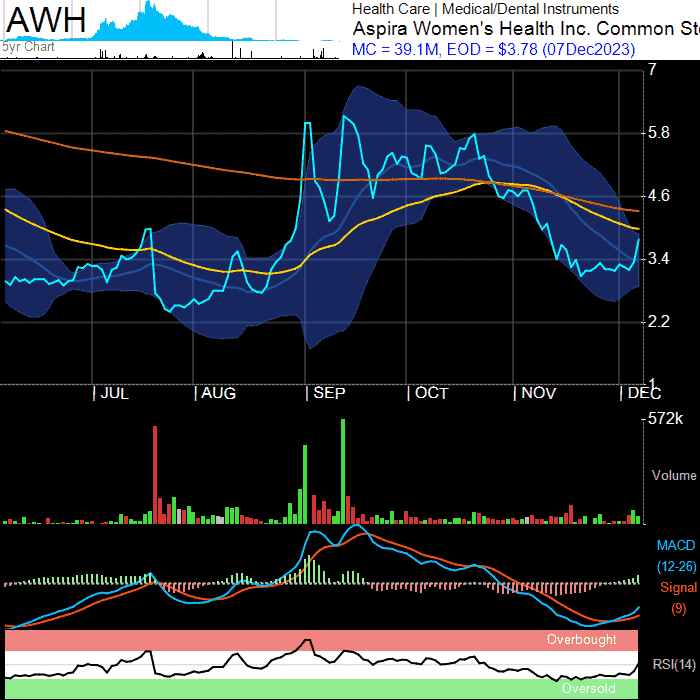 AWH
5yr Chart
Health Care | Medical/Dental Instruments
Aspira Women's Health Inc. Common Sto
MC = 39.1M, EOD = $3.78 (07Dec2023)
7
5.8
4.6
3.4
2.2
1
| JUL | AUG | SEP | OCT | NOV | DEC
572k
Volume
MACD
(12-26)
Signal
(9)
Overbought
RSI(14)
Oversold